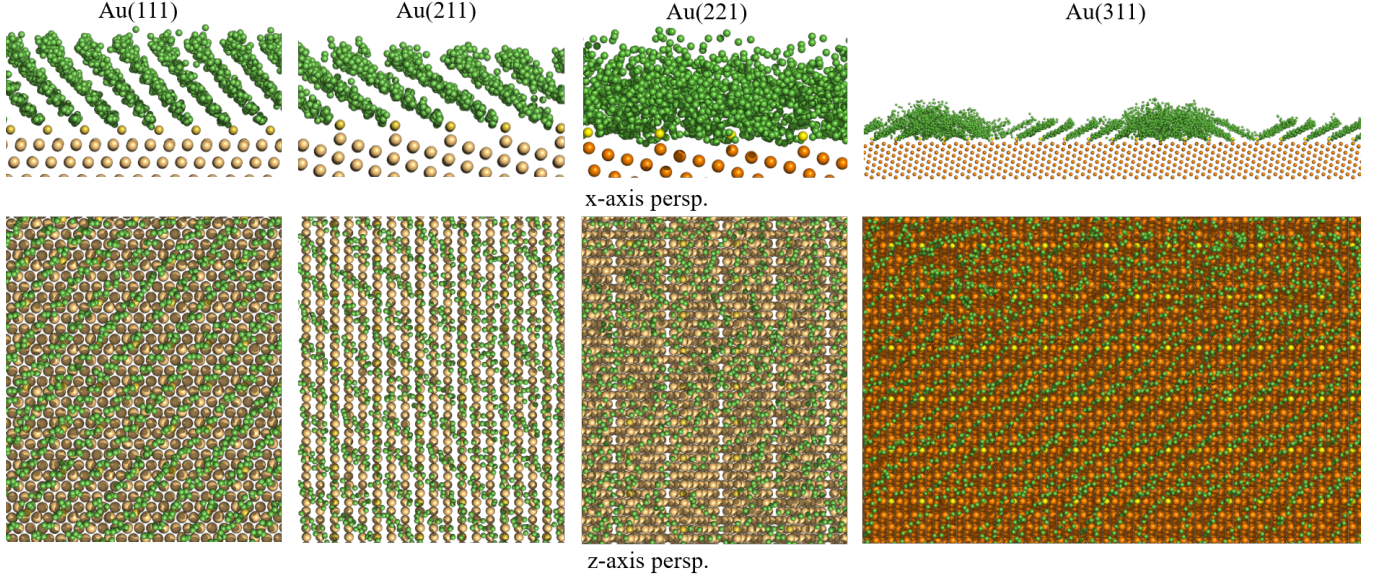 Au(111)
Au(211)
Au(221)
Au(311)
x-axis persp.
z-axis persp.